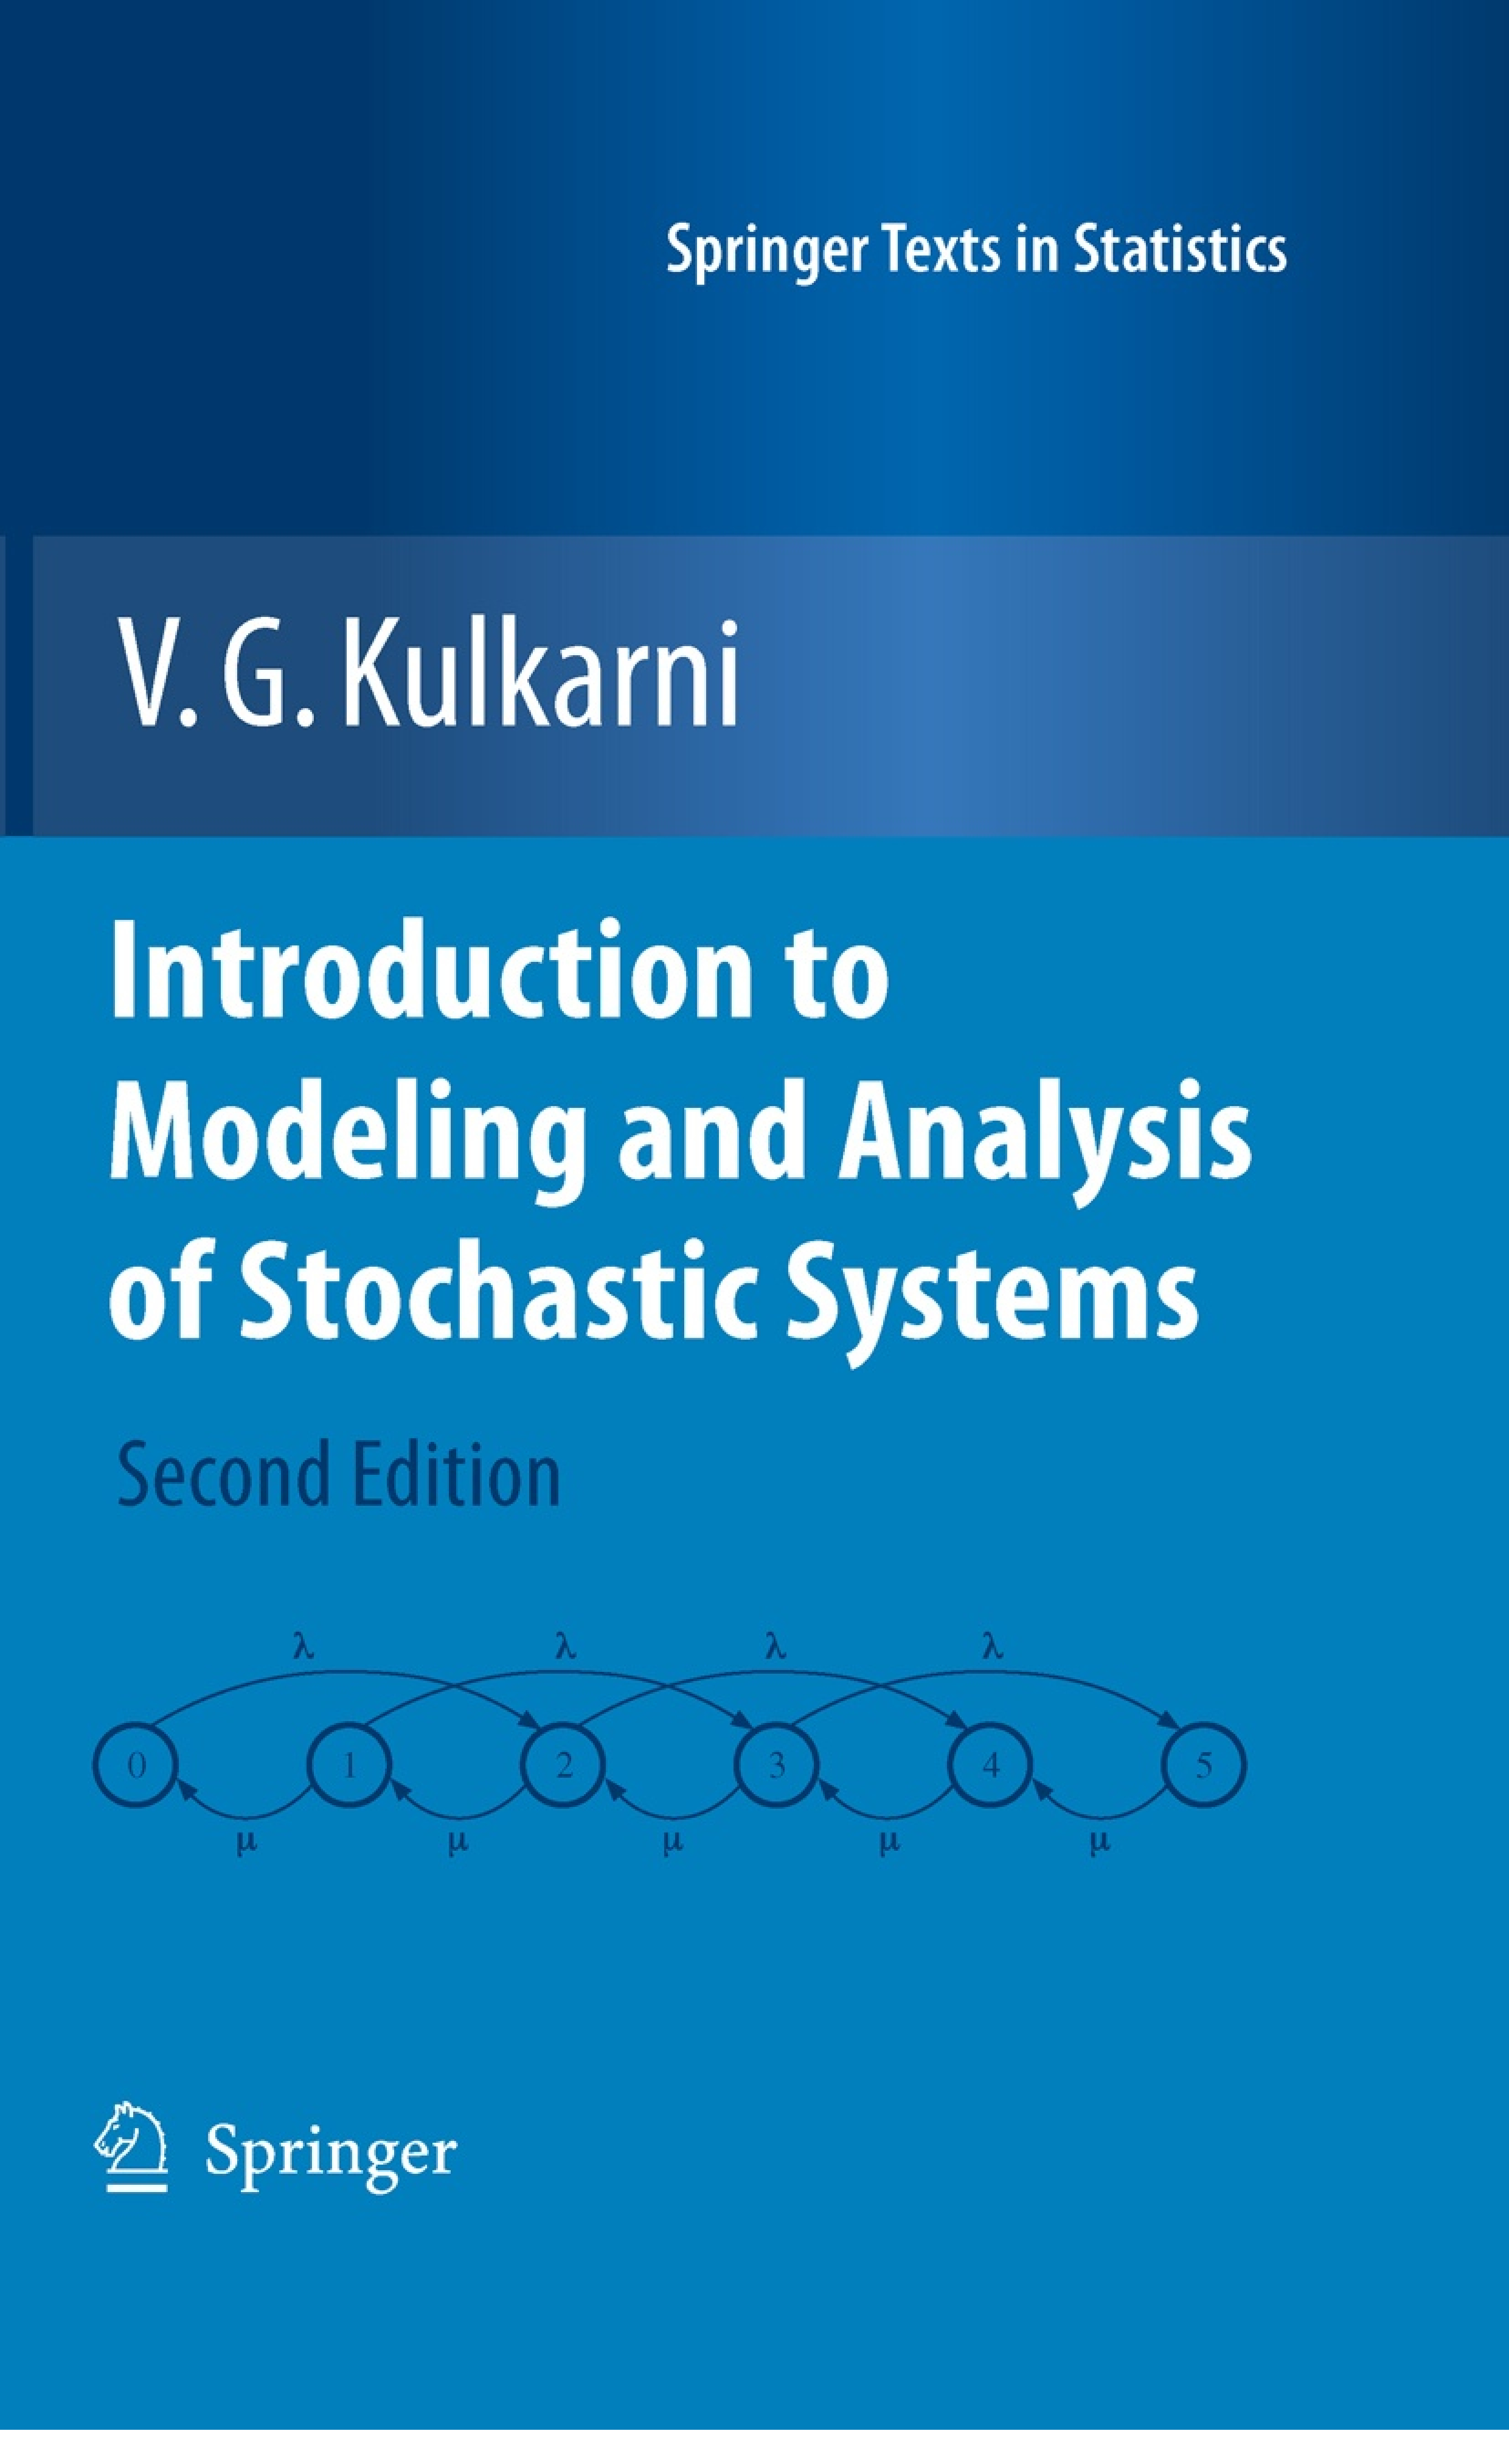 Springer Texts in Statistics
V. G. Kulkarni
Introduction to
Modeling and Analysis
of Stochastic Systems
Second Edition
λ λ λ λ
0 1 2 3 4 5
μ μ μ μ μ
Springer